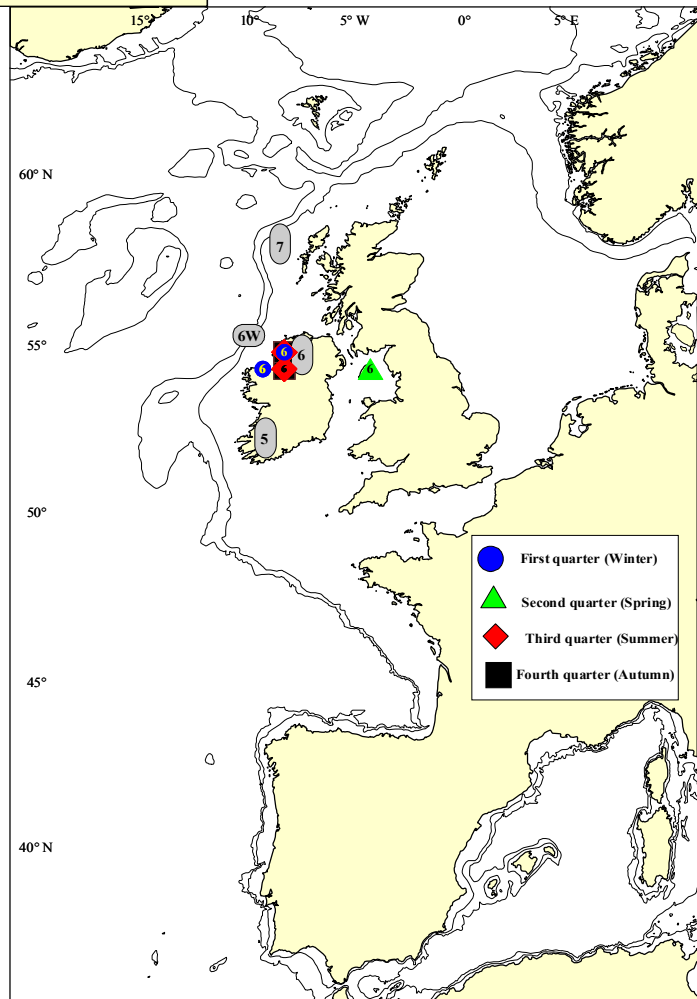 15° 10° 5° W 0° 5° E
60° N
7
55°
6W
6
6
6
6
6
5
50°
First quarter (Winter)
Second quarter (Spring)
Third quarter (Summer)
Fourth quarter (Autumn)
45°
40° N